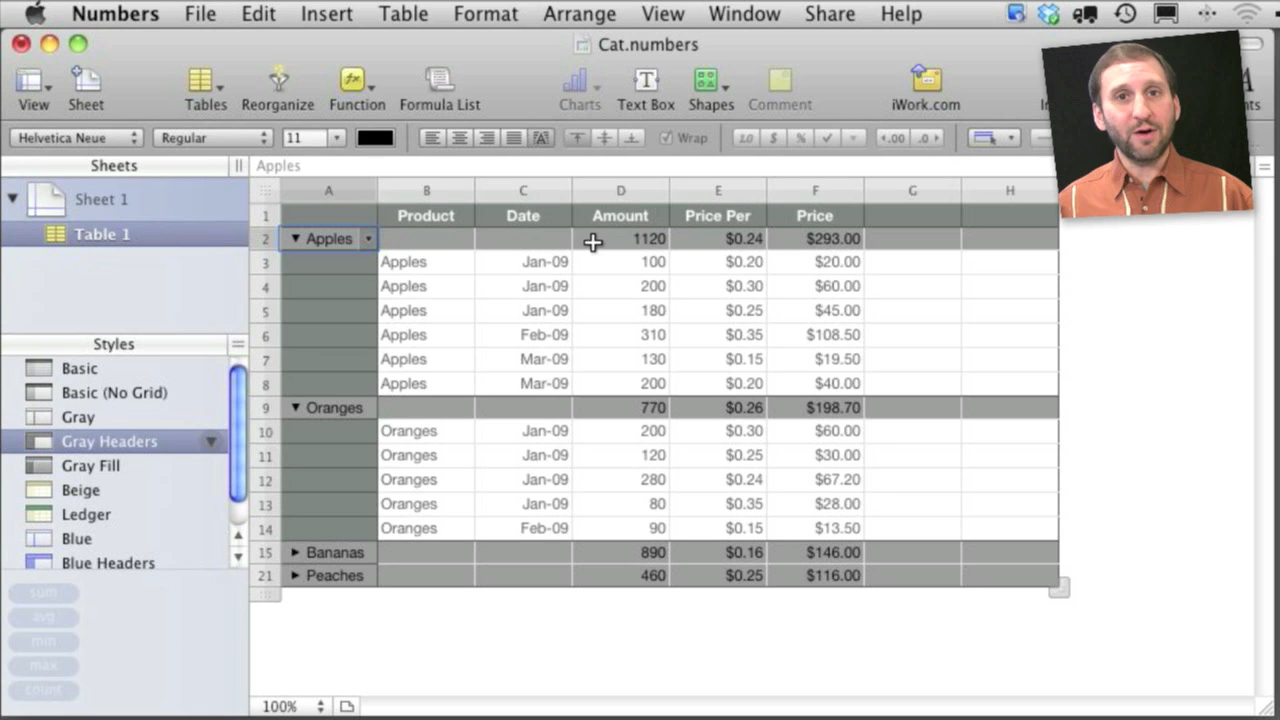 Numbers File Edit Insert Table Format Arrange View Window Share Help
Cat.numbers
View Sheet Tables Reorganize Function Formula List Charts Text Box Shapes Comment iWork.com
Helvetica Neue Regular 11 Wrap 1.0 $ % .00 .0
Sheets
Sheet 1
Table 1
Styles
Basic
Basic (No Grid)
Gray
Gray Headers
Gray Fill
Beige
Ledger
Blue
Blue Headers
sum
avg
min
max
count
Apples
A B C D E F G H
1 Product Date Amount Price Per Price
2 Apples 1120 $0.24 $293.00
3 Apples Jan-09 100 $0.20 $20.00
4 Apples Jan-09 200 $0.30 $60.00
5 Apples Jan-09 180 $0.25 $45.00
6 Apples Feb-09 310 $0.35 $108.50
7 Apples Mar-09 130 $0.15 $19.50
8 Apples Mar-09 200 $0.20 $40.00
9 Oranges 770 $0.26 $198.70
10 Oranges Jan-09 200 $0.30 $60.00
11 Oranges Jan-09 120 $0.25 $30.00
12 Oranges Jan-09 280 $0.24 $67.20
13 Oranges Jan-09 80 $0.35 $28.00
14 Oranges Feb-09 90 $0.15 $13.50
15 Bananas 890 $0.16 $146.00
21 Peaches 460 $0.25 $116.00
100%